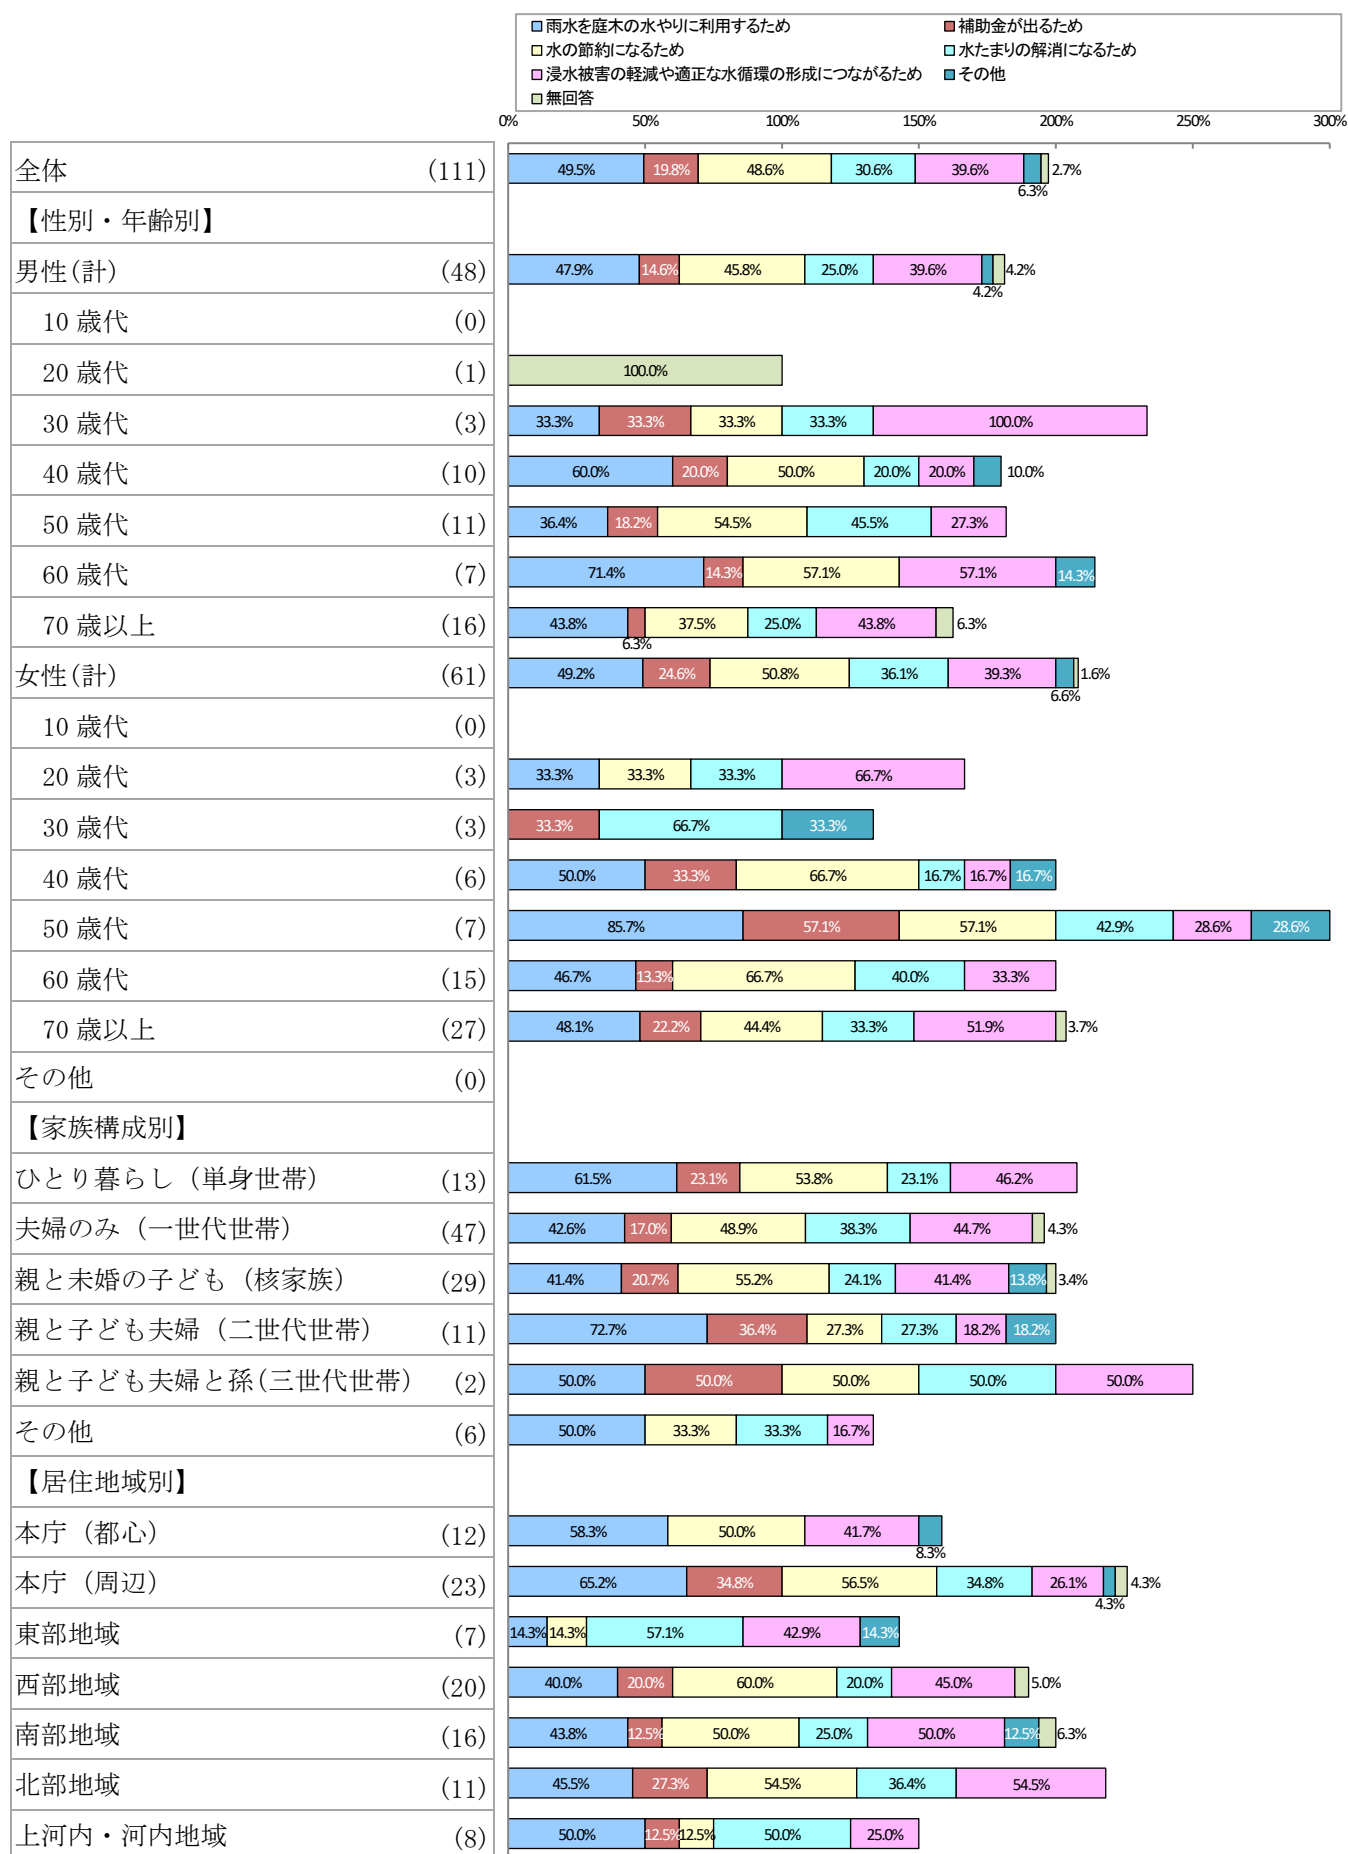 雨水を庭木の水やりに利用するため 補助金が出るため
水の節約になるため 水たまりの解消になるため
浸水被害の軽減や適正な水循環の形成につながるため その他
無回答
0% 50% 100% 150% 200% 250% 300%
全体 (111) 49.5% 19.8% 48.6% 30.6% 39.6% 6.3% 2.7%
【性別・年齢別】
男性(計) (48) 47.9% 14.6% 45.8% 25.0% 39.6% 4.2% 4.2%
10 歳代 (0)
20 歳代 (1) 100.0%
30 歳代 (3) 33.3% 33.3% 33.3% 33.3% 100.0%
40 歳代 (10) 60.0% 20.0% 50.0% 20.0% 20.0% 10.0%
50 歳代 (11) 36.4% 18.2% 54.5% 45.5% 27.3%
60 歳代 (7) 71.4% 14.3% 57.1% 57.1% 14.3%
70 歳以上 (16) 43.8% 6.3% 37.5% 25.0% 43.8% 6.3%
女性(計) (61) 49.2% 24.6% 50.8% 36.1% 39.3% 6.6% 1.6%
10 歳代 (0)
20 歳代 (3) 33.3% 33.3% 33.3% 66.7%
30 歳代 (3) 33.3% 66.7% 33.3%
40 歳代 (6) 50.0% 33.3% 66.7% 16.7% 16.7% 16.7%
50 歳代 (7) 85.7% 57.1% 57.1% 42.9% 28.6% 28.6%
60 歳代 (15) 46.7% 13.3% 66.7% 40.0% 33.3%
70 歳以上 (27) 48.1% 22.2% 44.4% 33.3% 51.9% 3.7%
その他 (0)
【家族構成別】
ひとり暮らし（単身世帯） (13) 61.5% 23.1% 53.8% 23.1% 46.2%
夫婦のみ（一世代世帯） (47) 42.6% 17.0% 48.9% 38.3% 44.7% 4.3%
親と未婚の子ども（核家族） (29) 41.4% 20.7% 55.2% 24.1% 41.4% 13.8% 3.4%
親と子ども夫婦（二世代世帯） (11) 72.7% 36.4% 27.3% 27.3% 18.2% 18.2%
親と子ども夫婦と孫(三世代世帯) (2) 50.0% 50.0% 50.0% 50.0% 50.0%
その他 (6) 50.0% 33.3% 33.3% 16.7%
【居住地域別】
本庁（都心） (12) 58.3% 50.0% 41.7% 8.3%
本庁（周辺） (23) 65.2% 34.8% 56.5% 34.8% 26.1% 4.3% 4.3%
東部地域 (7) 14.3% 14.3% 57.1% 42.9% 14.3%
西部地域 (20) 40.0% 20.0% 60.0% 20.0% 45.0% 5.0%
南部地域 (16) 43.8% 12.5% 50.0% 25.0% 50.0% 12.5% 6.3%
北部地域 (11) 45.5% 27.3% 54.5% 36.4% 54.5%
上河内・河内地域 (8) 50.0% 12.5% 12.5% 50.0% 25.0%